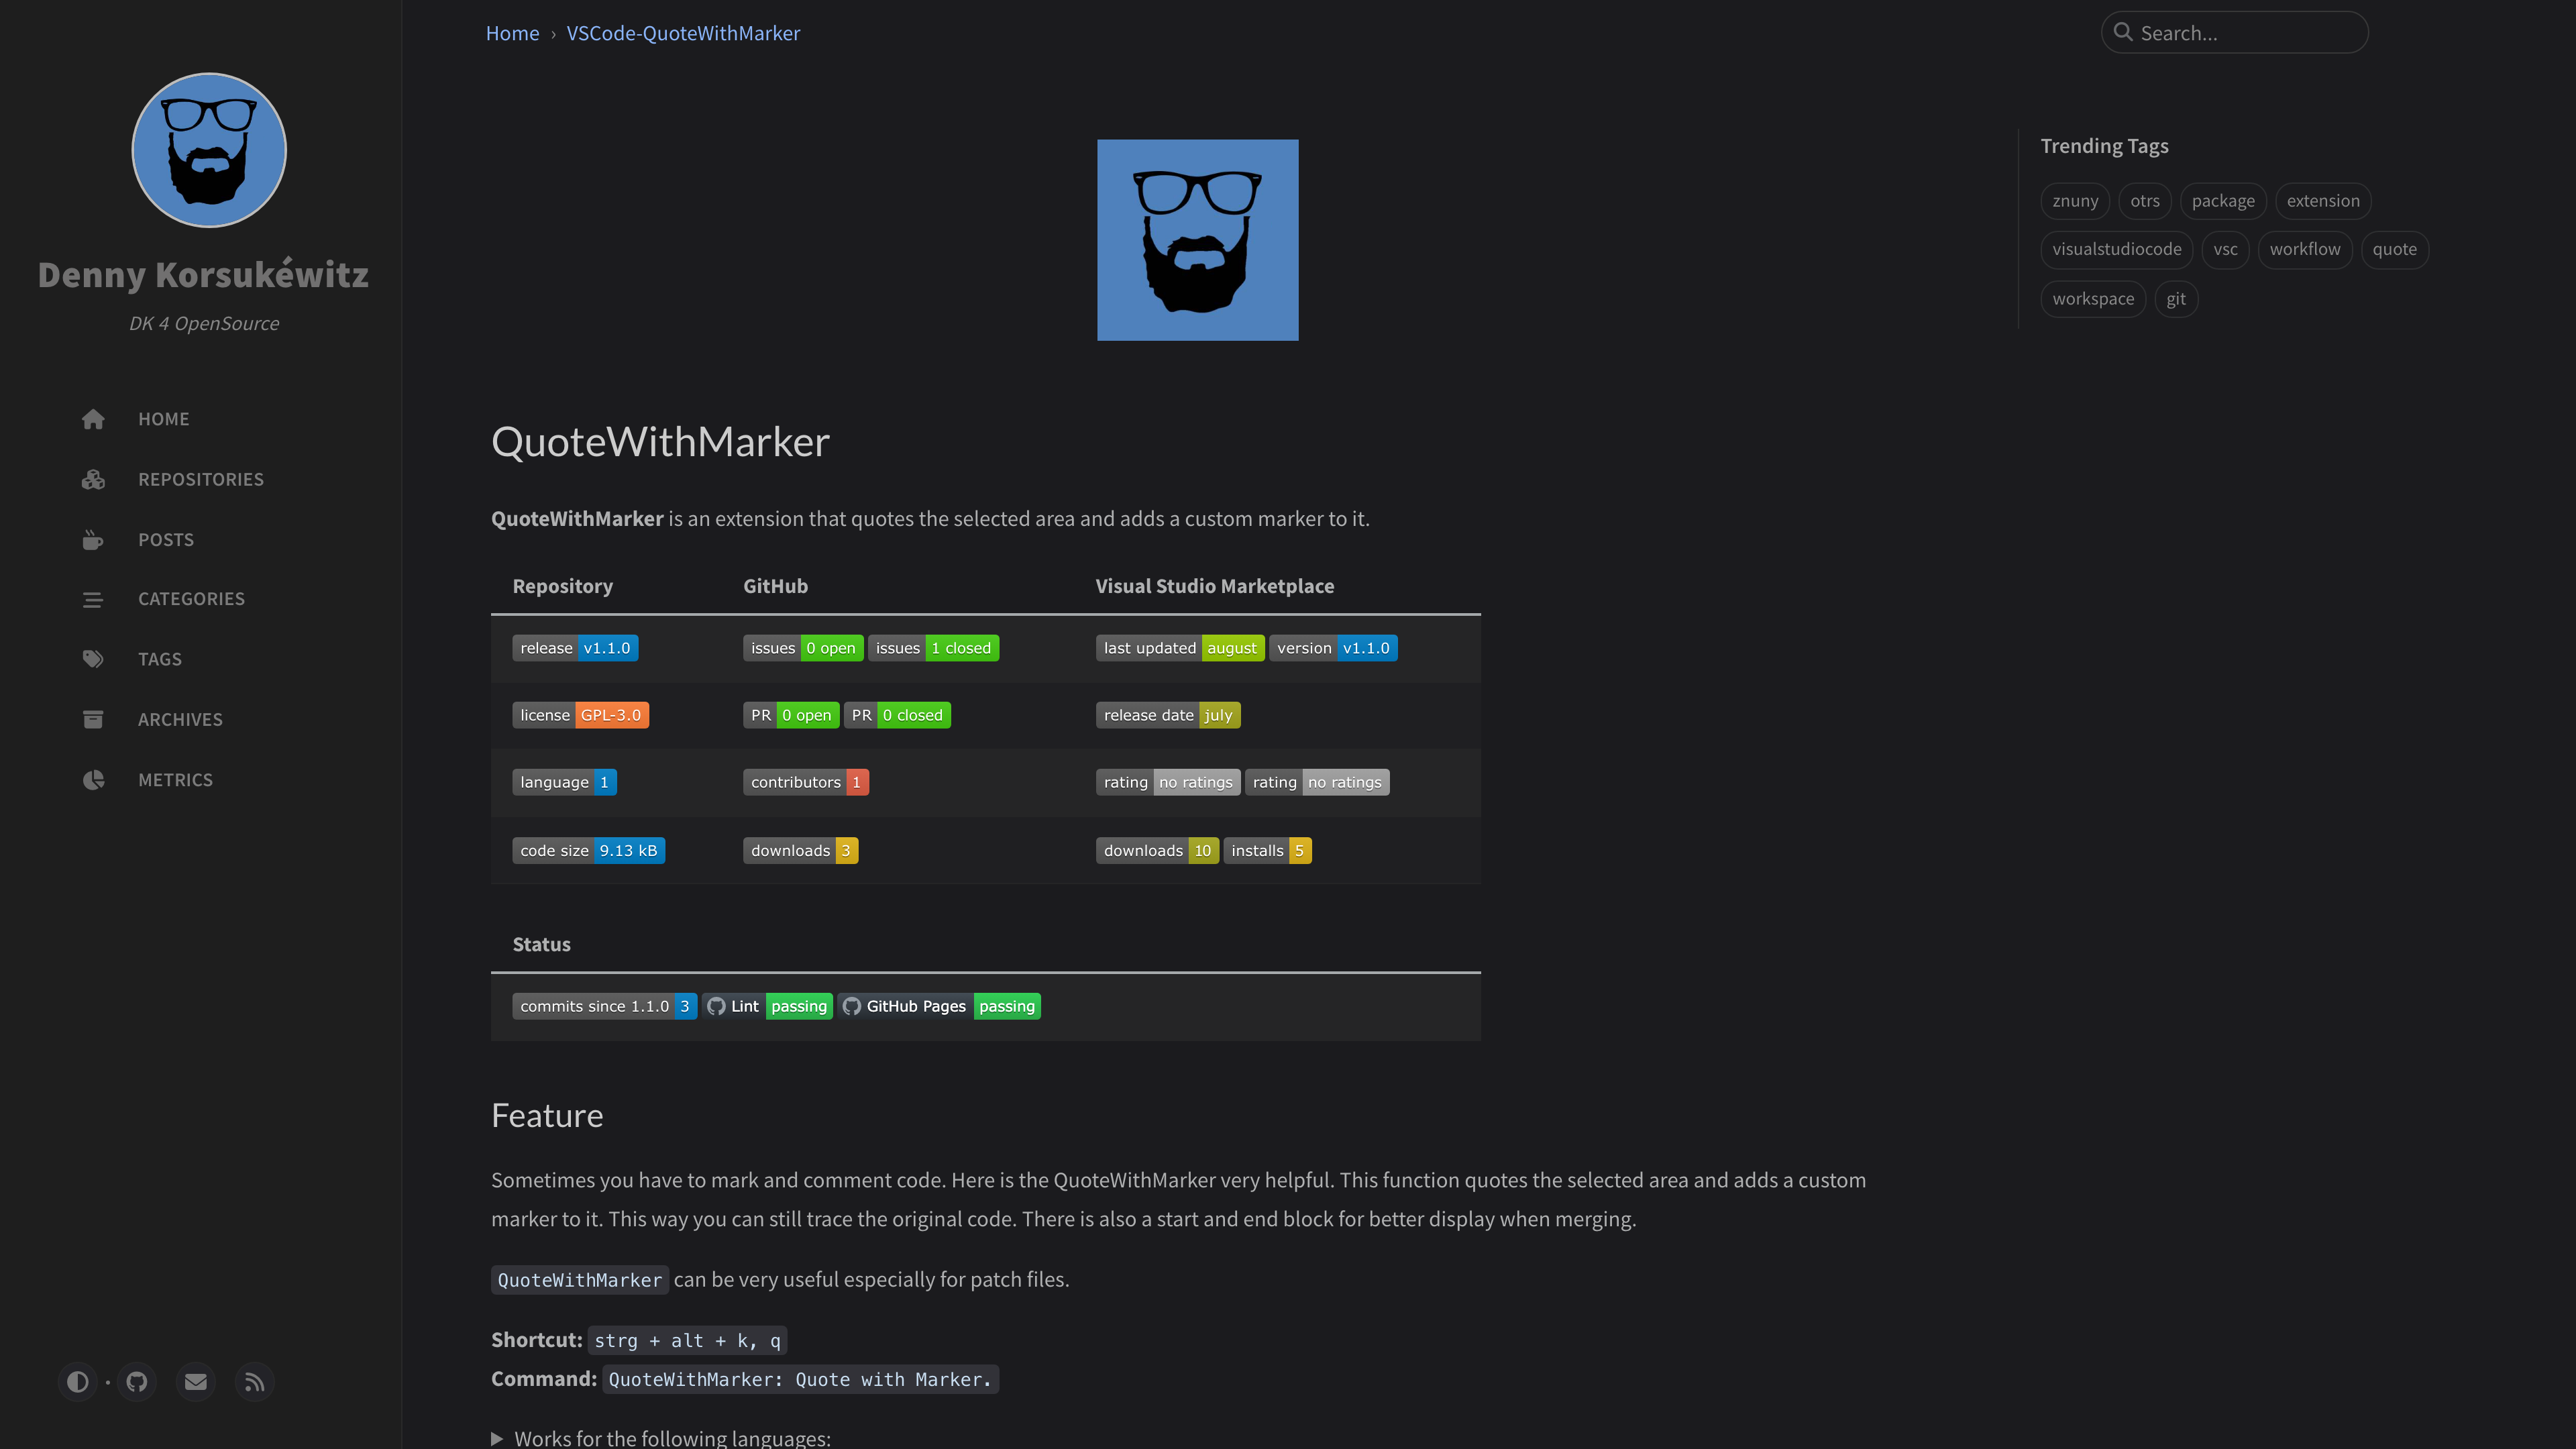 Denny Korsukéwitz
DK 4 OpenSource
HOME
REPOSITORIES
POSTS
CATEGORIES
TAGS
ARCHIVES
METRICS
Home › VSCode-QuoteWithMarker
Search...
QuoteWithMarker
QuoteWithMarker is an extension that quotes the selected area and adds a custom marker to it.
Repository GitHub Visual Studio Marketplace
release v1.1.0 issues 0 open issues 1 closed last updated august version v1.1.0
license GPL-3.0 PR 0 open PR 0 closed release date july
language 1 contributors 1 rating no ratings rating no ratings
code size 9.13 kB downloads 3 downloads 10 installs 5
Status
commits since 1.1.0 3 Lint passing GitHub Pages passing
Feature
Sometimes you have to mark and comment code. Here is the QuoteWithMarker very helpful. This function quotes the selected area and adds a custom
marker to it. This way you can still trace the original code. There is also a start and end block for better display when merging.
QuoteWithMarker can be very useful especially for patch files.
Shortcut: strg + alt + k, q
Command: QuoteWithMarker: Quote with Marker.
Works for the following languages:
Trending Tags
znuny otrs package extension
visualstudiocode vsc workflow quote
workspace git